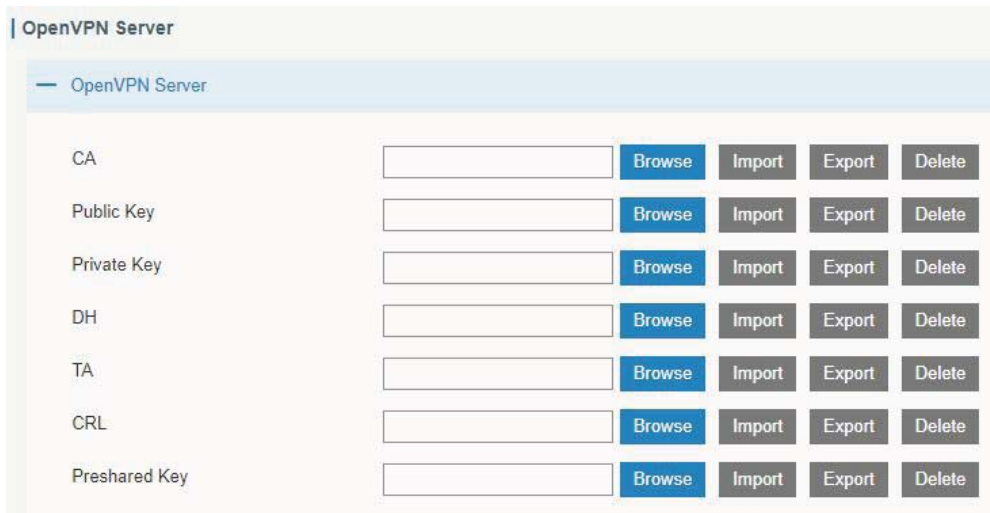 OpenVPN Server
OpenVPN Server
CA Browse Import Export Delete
Public Key Browse Import Export Delete
Private Key Browse Import Export Delete
DH Browse Import Export Delete
TA Browse Import Export Delete
CRL Browse Import Export Delete
Preshared Key Browse Import Export Delete